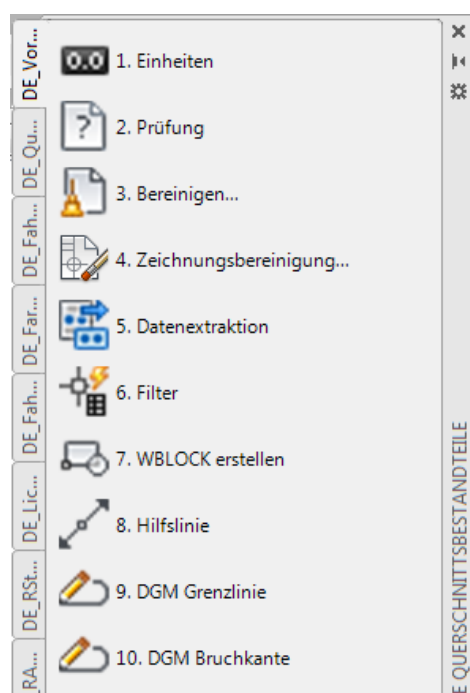 DE_Vor...
DE_Qu...
DE_Fah...
DE_Far...
DE_Fah...
DE_Lic...
DE_RSt...
_RA...
0.0 1. Einheiten
2. Prüfung
3. Bereinigen...
4. Zeichnungsbereinigung...
5. Datenextraktion
6. Filter
7. WBLOCK erstellen
8. Hilfslinie
9. DGM Grenzlinie
10. DGM Bruchkante
E QUERSCHNITTSBESTANDTEILE